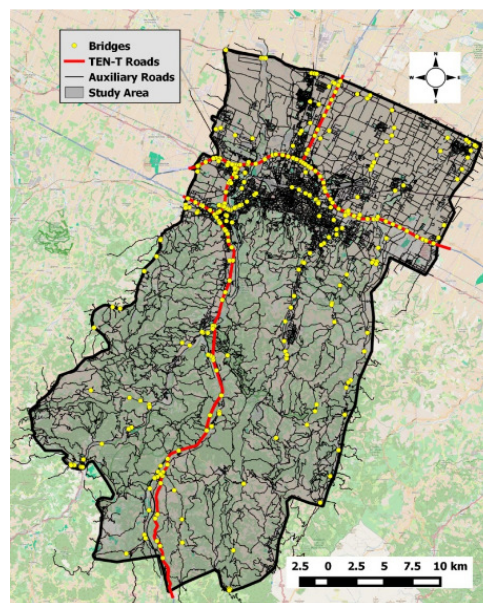 Bridges
TEN-T Roads
Auxiliary Roads
Study Area
N
W
E
S
2.5 0 2.5 5 7.5 10 km